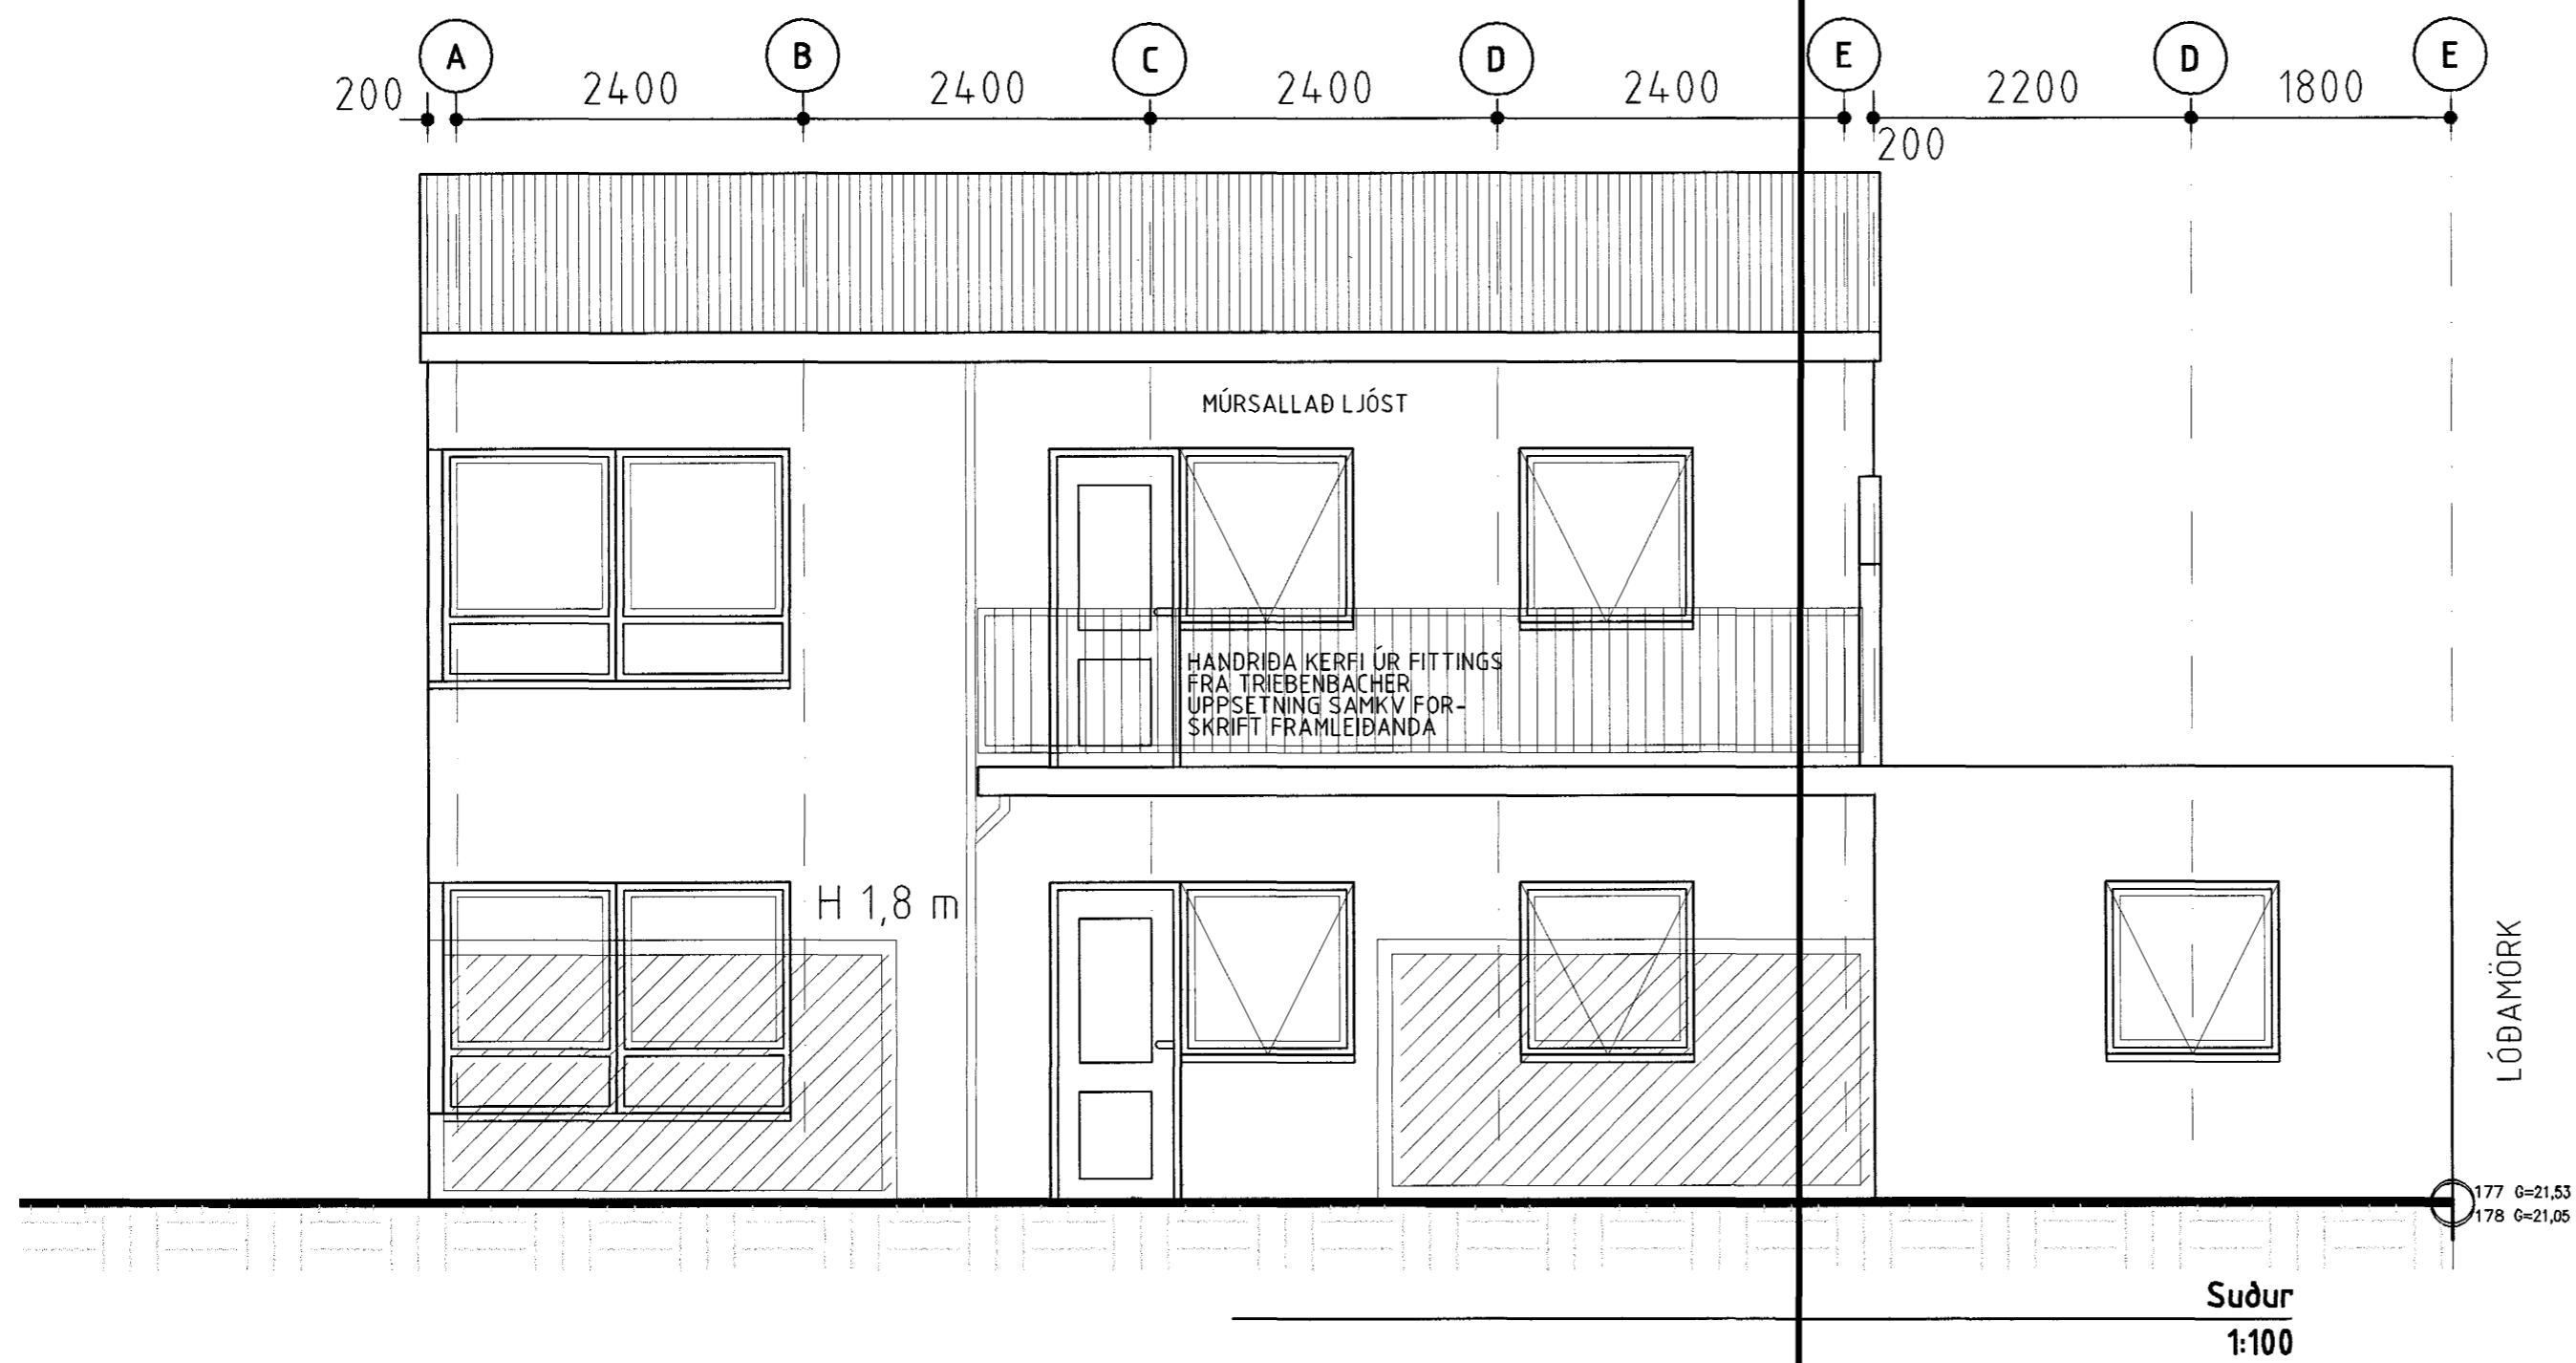 A B C D E D E
200 2400 2400 2400 2400 200 2200 1800
MÚRSALLAÐ LJÓST
HANDRIÐA KERFI ÚR FITTINGS
FRA TRIEBENBACHER
UPPSETNING SAMKV FOR-
SKRIFT FRAMLEIÐANDA
H 1,8 m
LÓÐAMÖRK
177 G=21,53
178 G=21,05
Suður
1:100